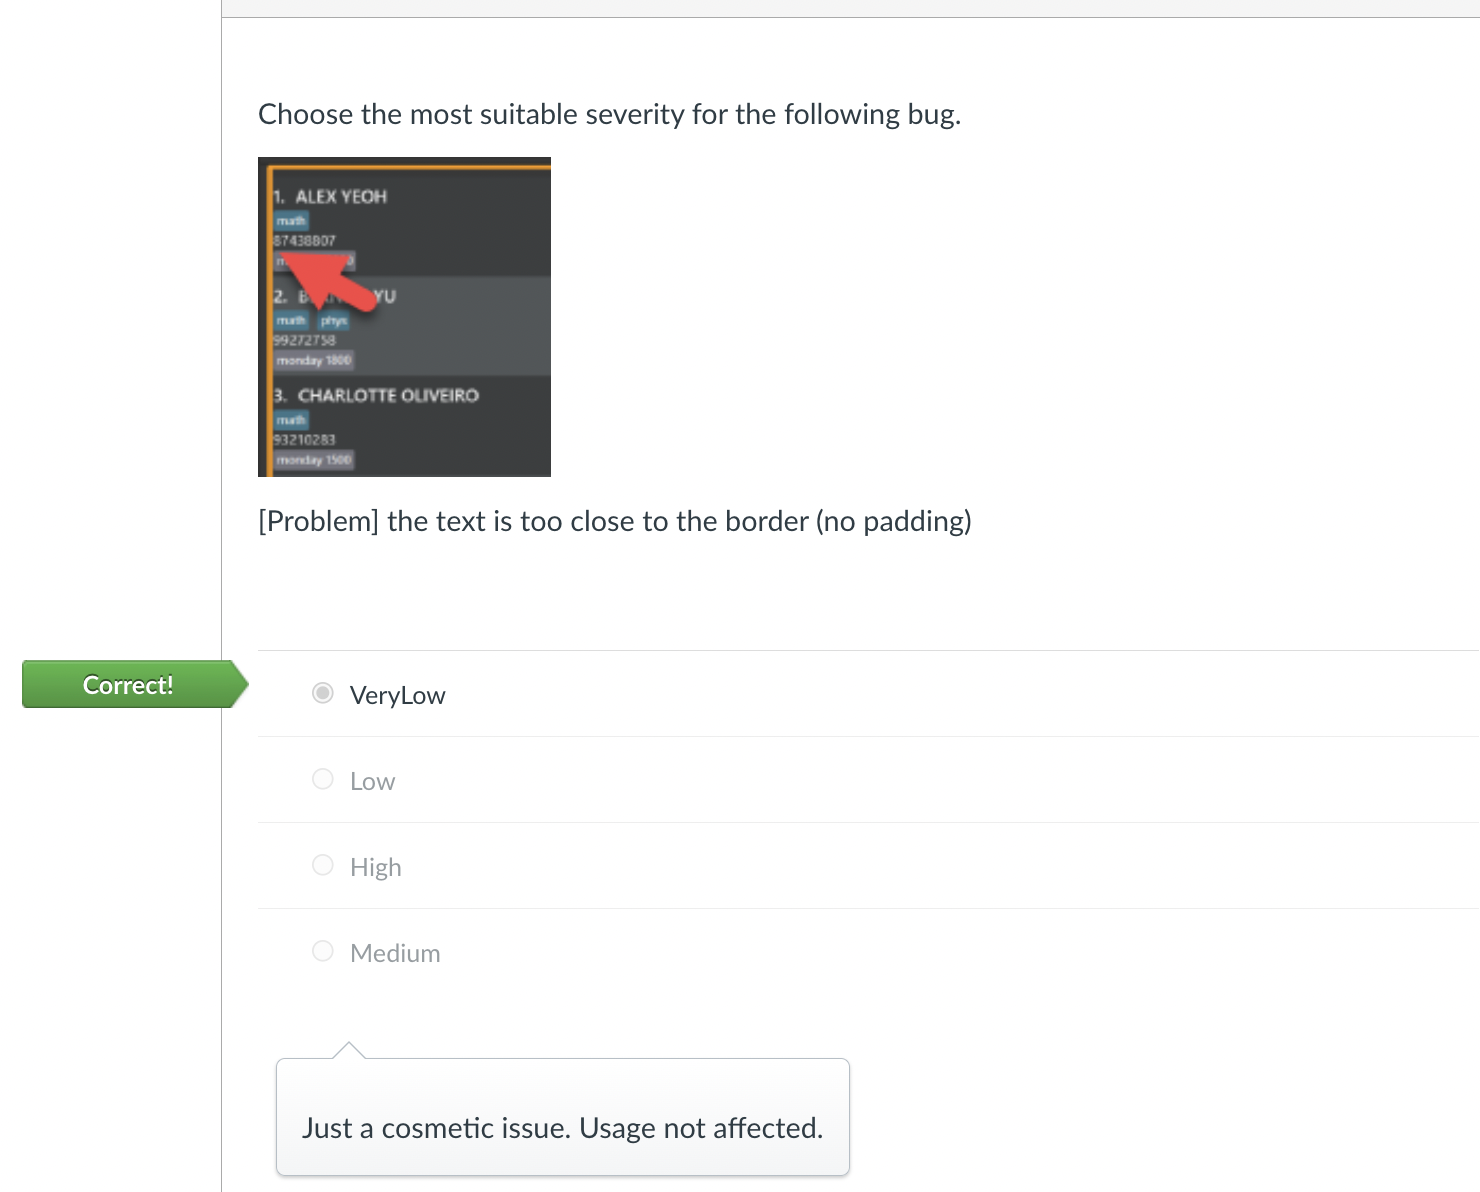 Choose the most suitable severity for the following bug.
1. ALEX YEOH
math
87438807
2. YU
math phys
99272758
monday 1800
3. CHARLOTTE OLIVEIRO
math
93210283
monday 1500
[Problem] the text is too close to the border (no padding)
Correct!
VeryLow
Low
High
Medium
Just a cosmetic issue. Usage not affected.